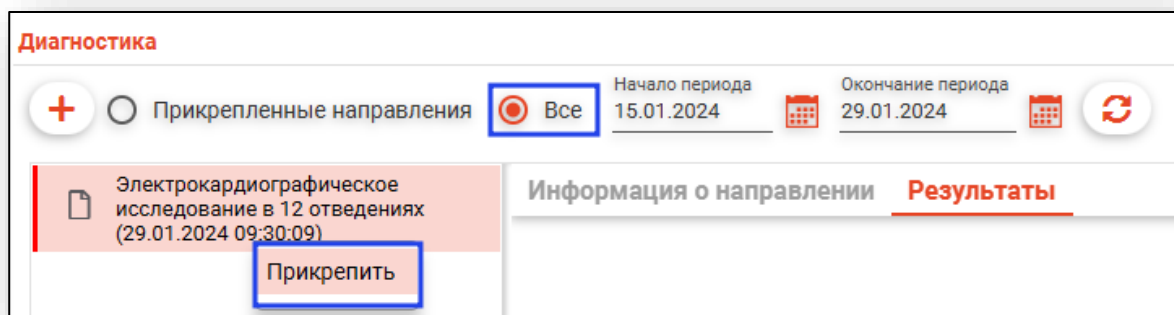 Диагностика
Прикрепленные направления
Все
Начало периода
15.01.2024
Окончание периода
29.01.2024
Электрокардиографическое
исследование в 12 отведениях
(29.01.2024 09:30:09)
Прикрепить
Информация о направлении
Результаты